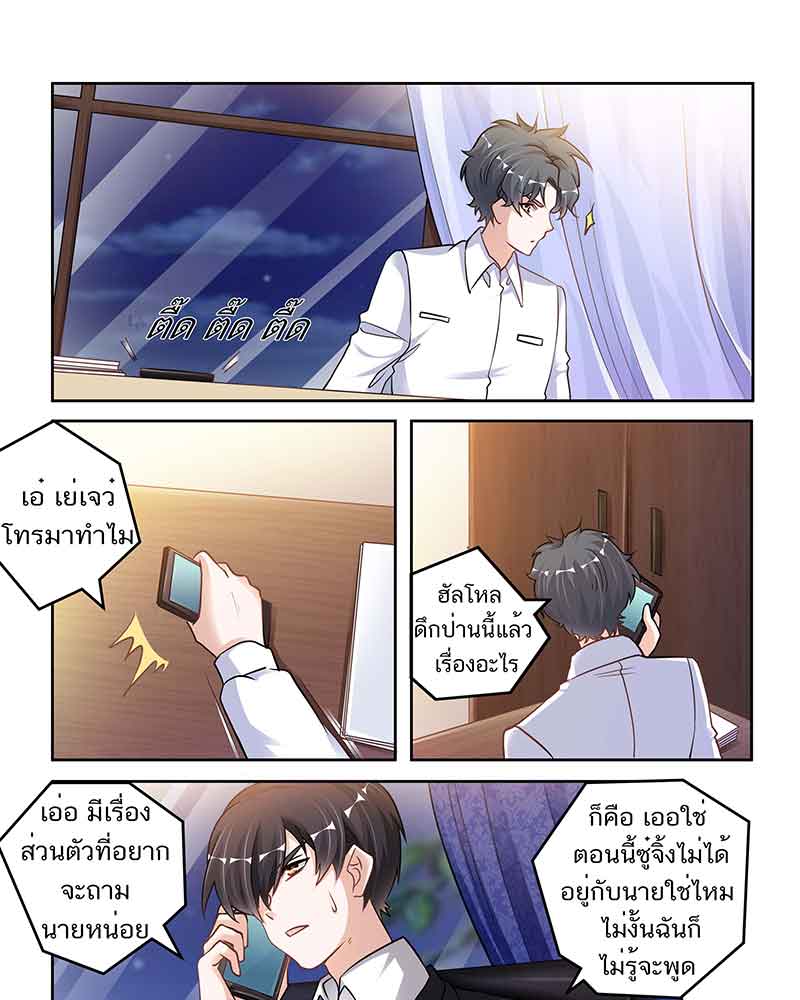 ตื๊ด ตื๊ด ตื๊ด
เอ๋ เย่เจว๋
โทรมาทำไม
ฮัลโหล
ดึกป่านนี้แล้ว
เรื่องอะไร
เอ่อ มีเรื่อง
ส่วนตัวที่อยาก
จะถาม
นายหน่อย
ก็คือ เออใช่
ตอนนี้ซู๋จิ้งไม่ได้
อยู่กับนายใช่ไหม
ไม่งั้นฉันก็
ไม่รู้จะพูด